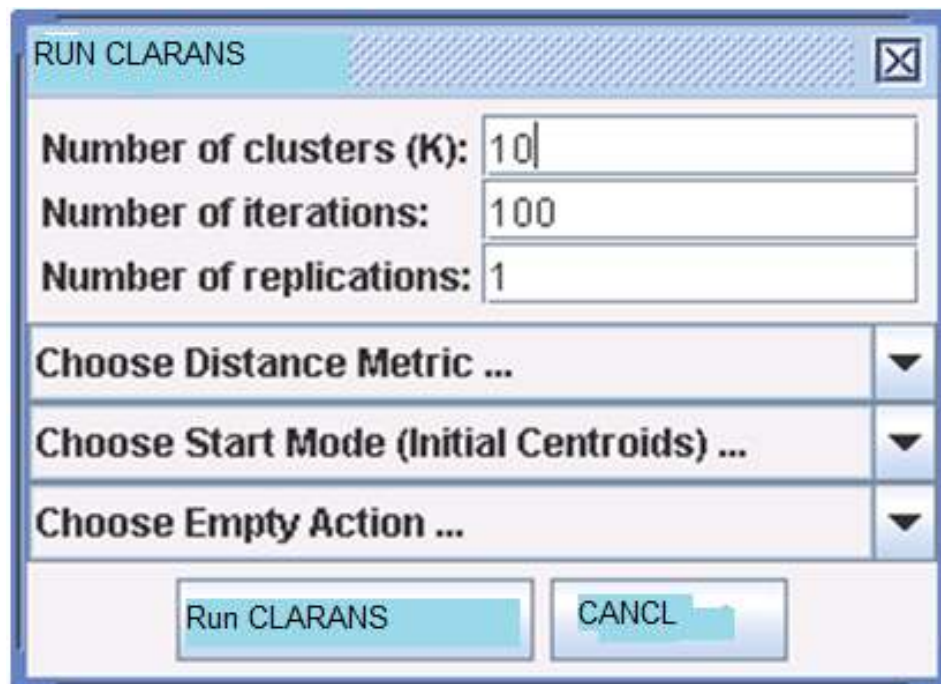 RUN CLARANS
Number of clusters (K): 10
Number of iterations: 100
Number of replications: 1
Choose Distance Metric ...
Choose Start Mode (Initial Centroids) ...
Choose Empty Action ...
Run CLARANS CANCL